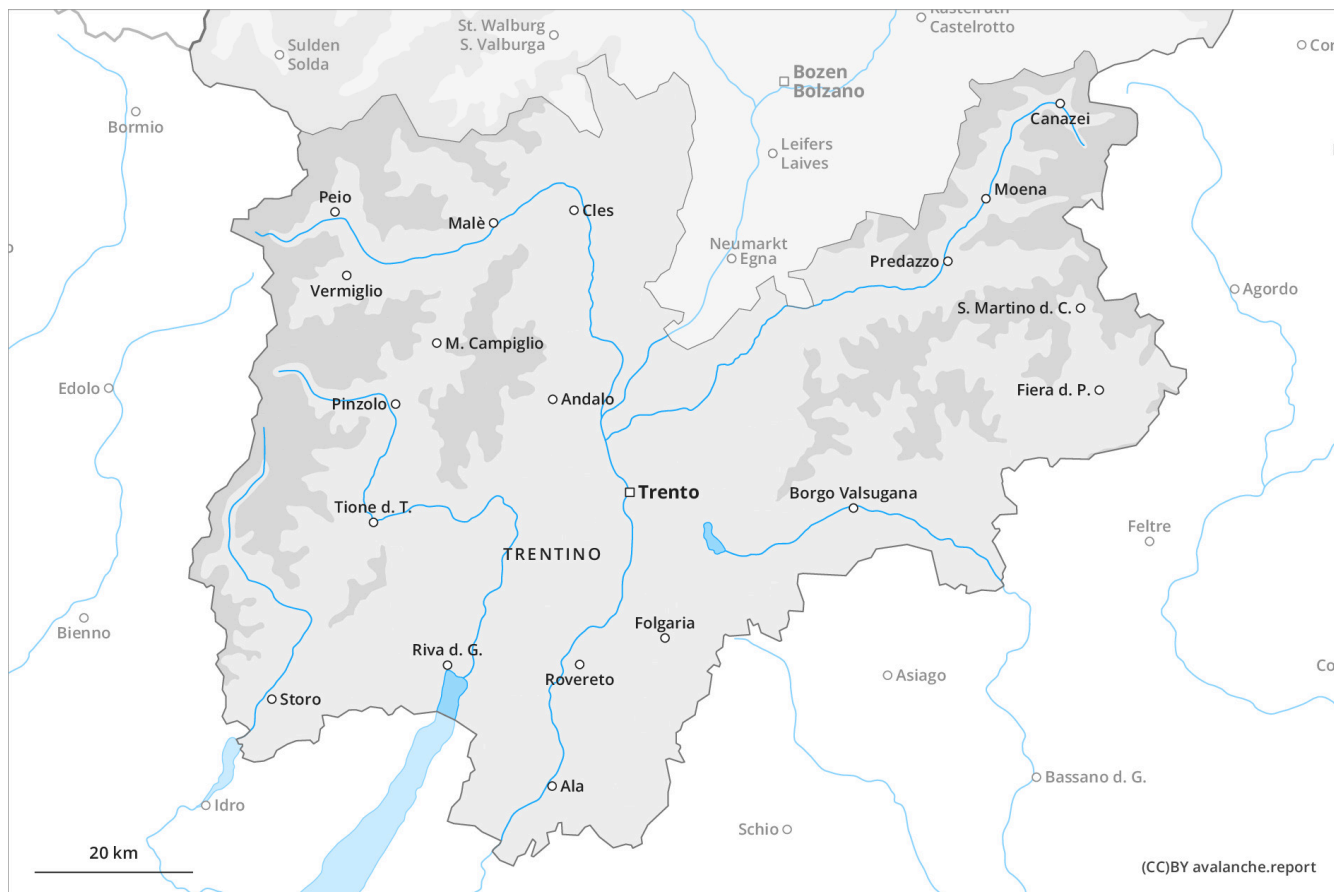 Castelrotto
St. Walburg
S. Valburga
Sulden
Solda
Bozen
Bolzano
Bormio
Canazei
Leifers
Laives
Moena
Peio
Malè
Cles
Neumarkt
Egna
Predazzo
Vermiglio
Agordo
S. Martino d. C.
M. Campiglio
Edolo
Fiera d. P.
Pinzolo
Andalo
Trento
Borgo Valsugana
Tione d. T.
Feltre
TRENTINO
Bienno
Folgaria
Riva d. G.
Rovereto
Asiago
Storo
Ala
Bassano d. G.
Idro
Schio
20 km
(CC)BY avalanche.report